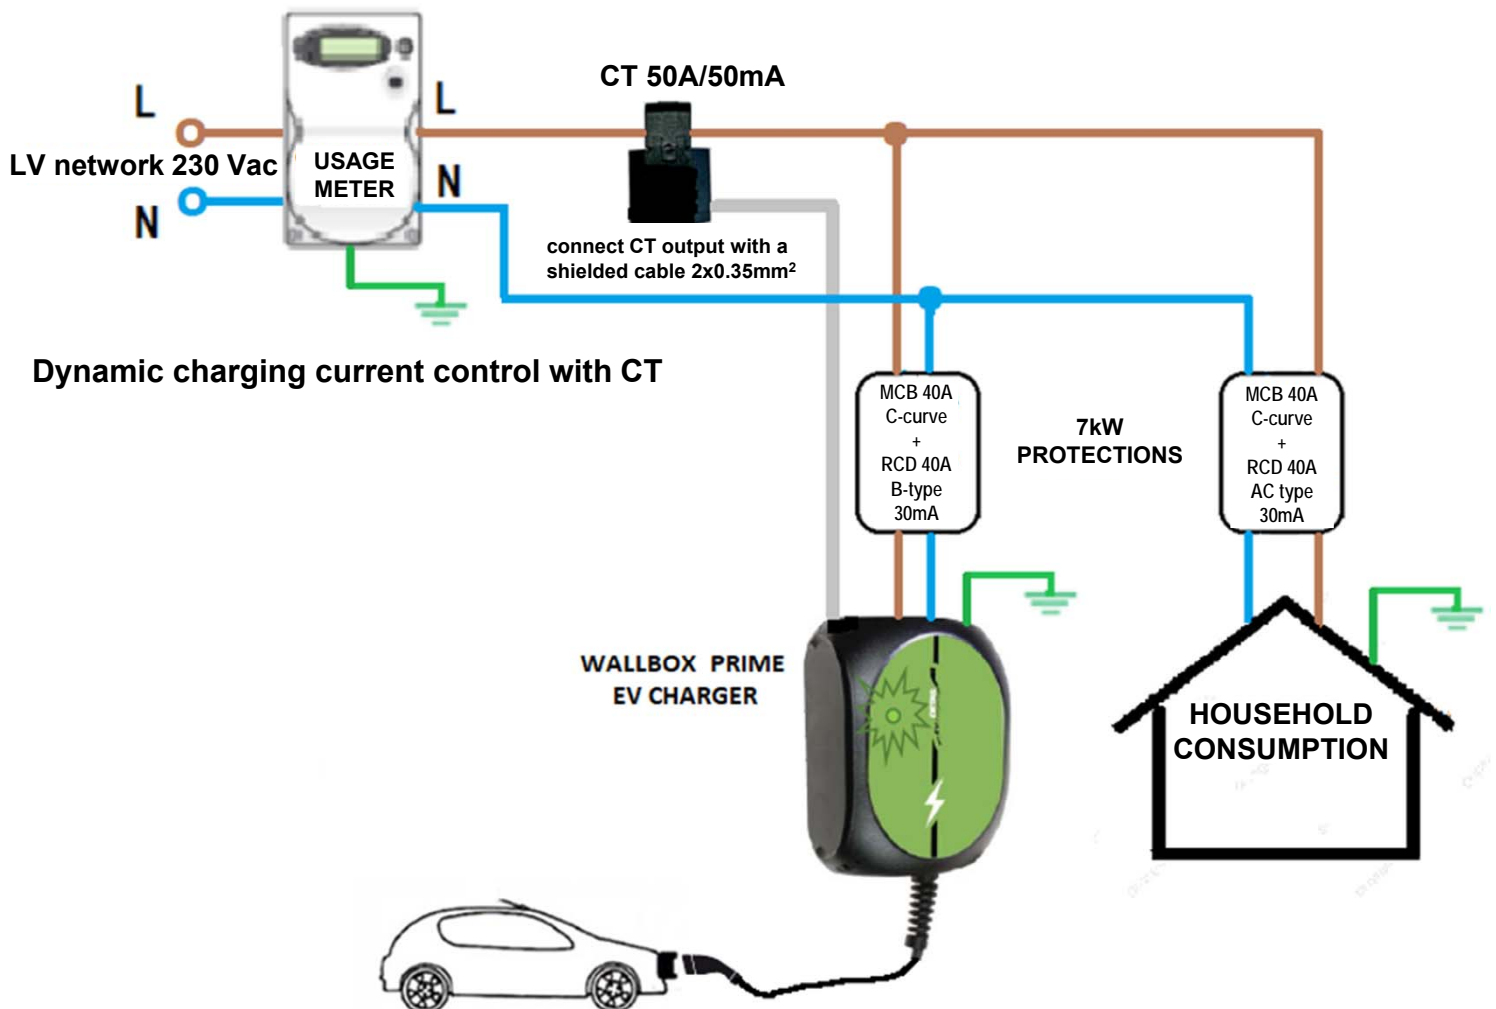 CT 50A/50mA
L
L
LV network 230 Vac
USAGE
METER
N
N
connect CT output with a
shielded cable 2x0.35mm²
Dynamic charging current control with CT
MCB 40A
C-curve
+
RCD 40A
B-type
30mA
7kW
PROTECTIONS
MCB 40A
C-curve
+
RCD 40A
AC type
30mA
WALLBOX PRIME
EV CHARGER
HOUSEHOLD
CONSUMPTION